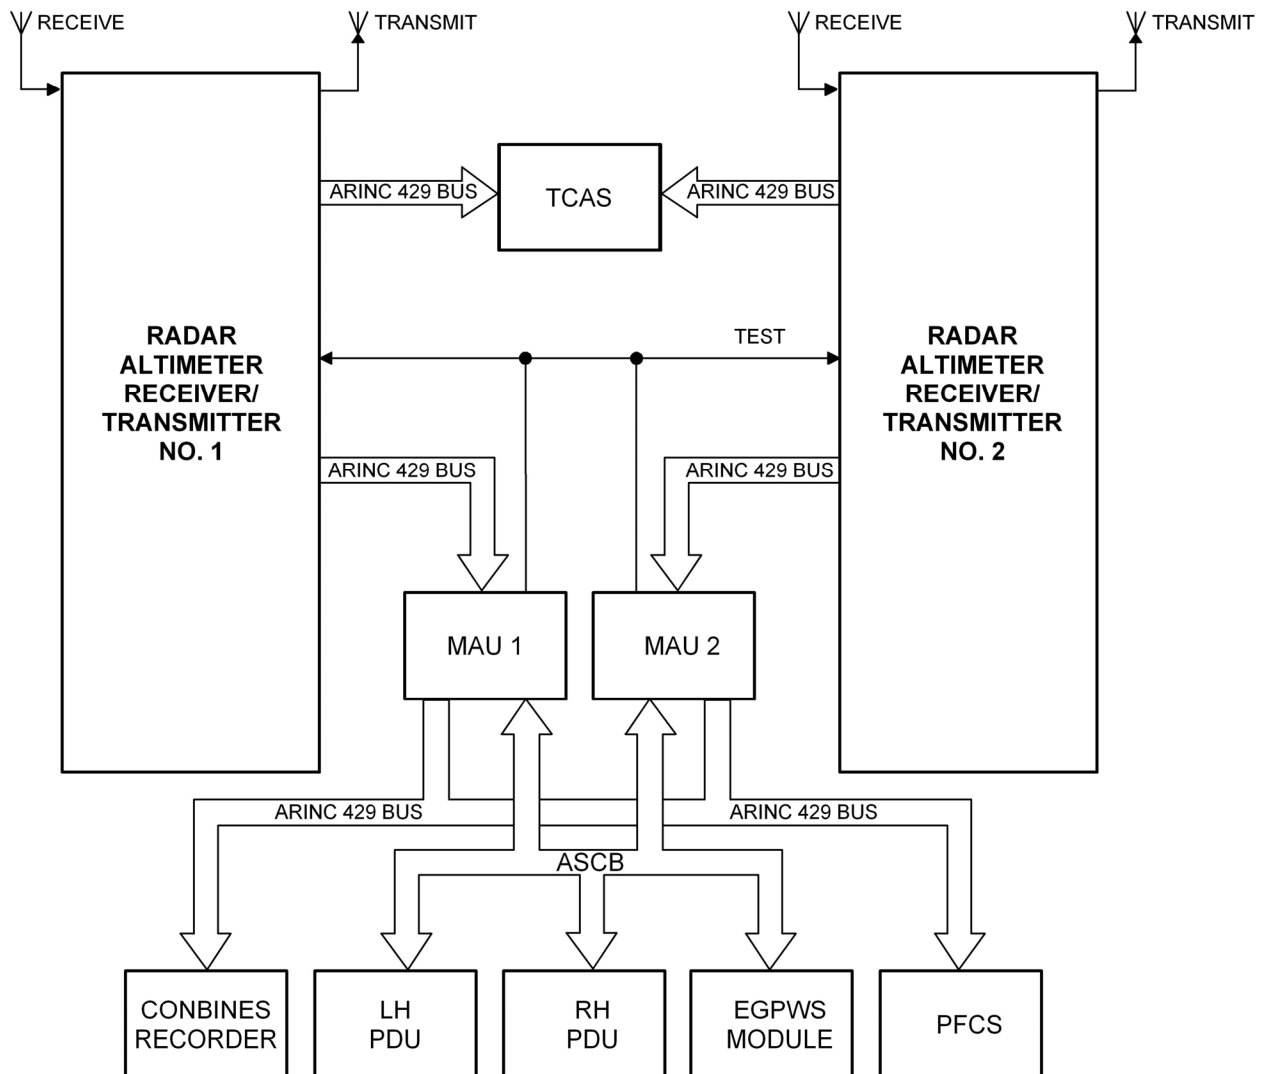 RECEIVE
TRANSMIT
RECEIVE
TRANSMIT
ARINC 429 BUS
TCAS
ARINC 429 BUS
RADAR
ALTIMETER
RECEIVER/
TRANSMITTER
NO. 1
TEST
RADAR
ALTIMETER
RECEIVER/
TRANSMITTER
NO. 2
ARINC 429 BUS
ARINC 429 BUS
MAU 1
MAU 2
ARINC 429 BUS
ARINC 429 BUS
ASCB
CONBINES
RECORDER
LH
PDU
RH
PDU
EGPWS
MODULE
PFCS